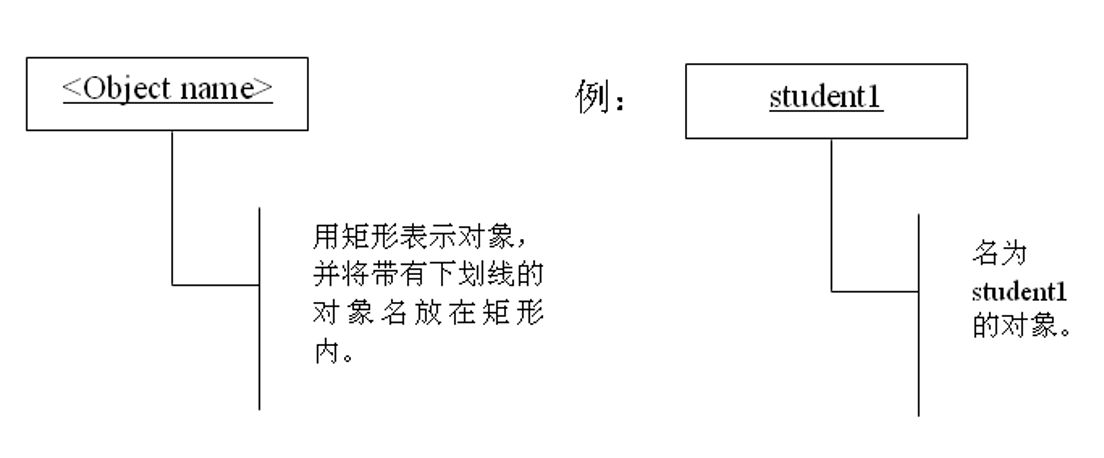 <Object name>
用矩形表示对象，
并将带有下划线的
对象名放在矩形
内。
例：
student1
名为
student1
的对象。